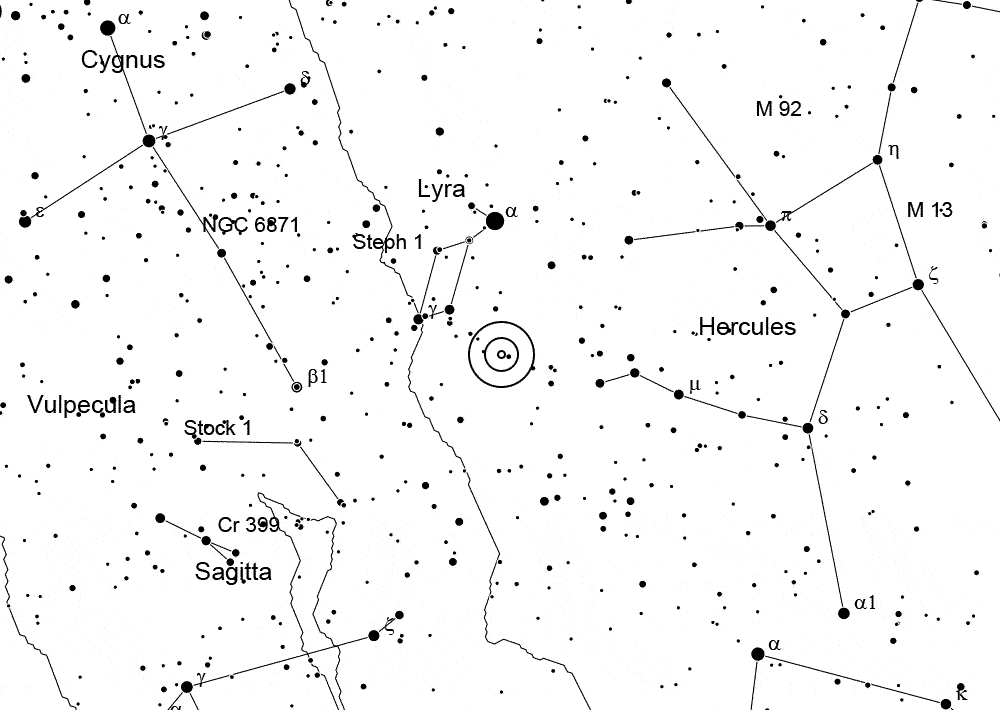 α
Cygnus
δ
M 92
γ
η
Lyra
ε
α
M 13
π
NGC 6871
Steph 1
ζ
γ
Hercules
β1
μ
Vulpecula
δ
Stock 1
Cr 399
Sagitta
α1
ζ
α
γ
κ
α